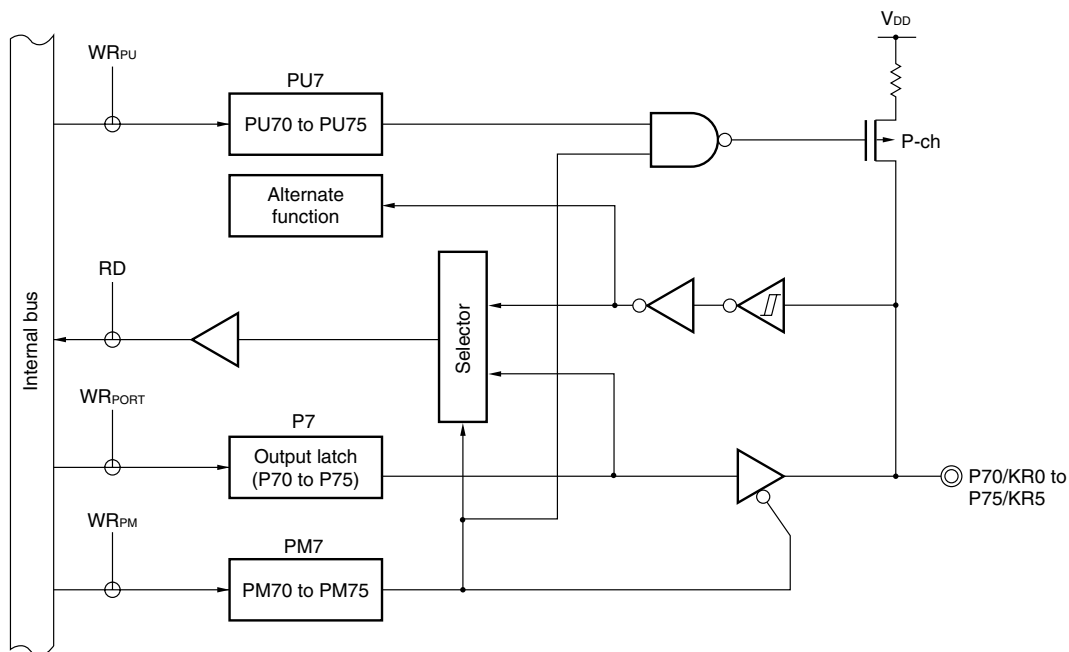 VDD
WRPU
PU7
PU70 to PU75
P-ch
Alternate
function
RD
Selector
Internal bus
WRPORT
P7
Output latch
(P70 to P75)
P70/KR0 to
P75/KR5
WRPM
PM7
PM70 to PM75